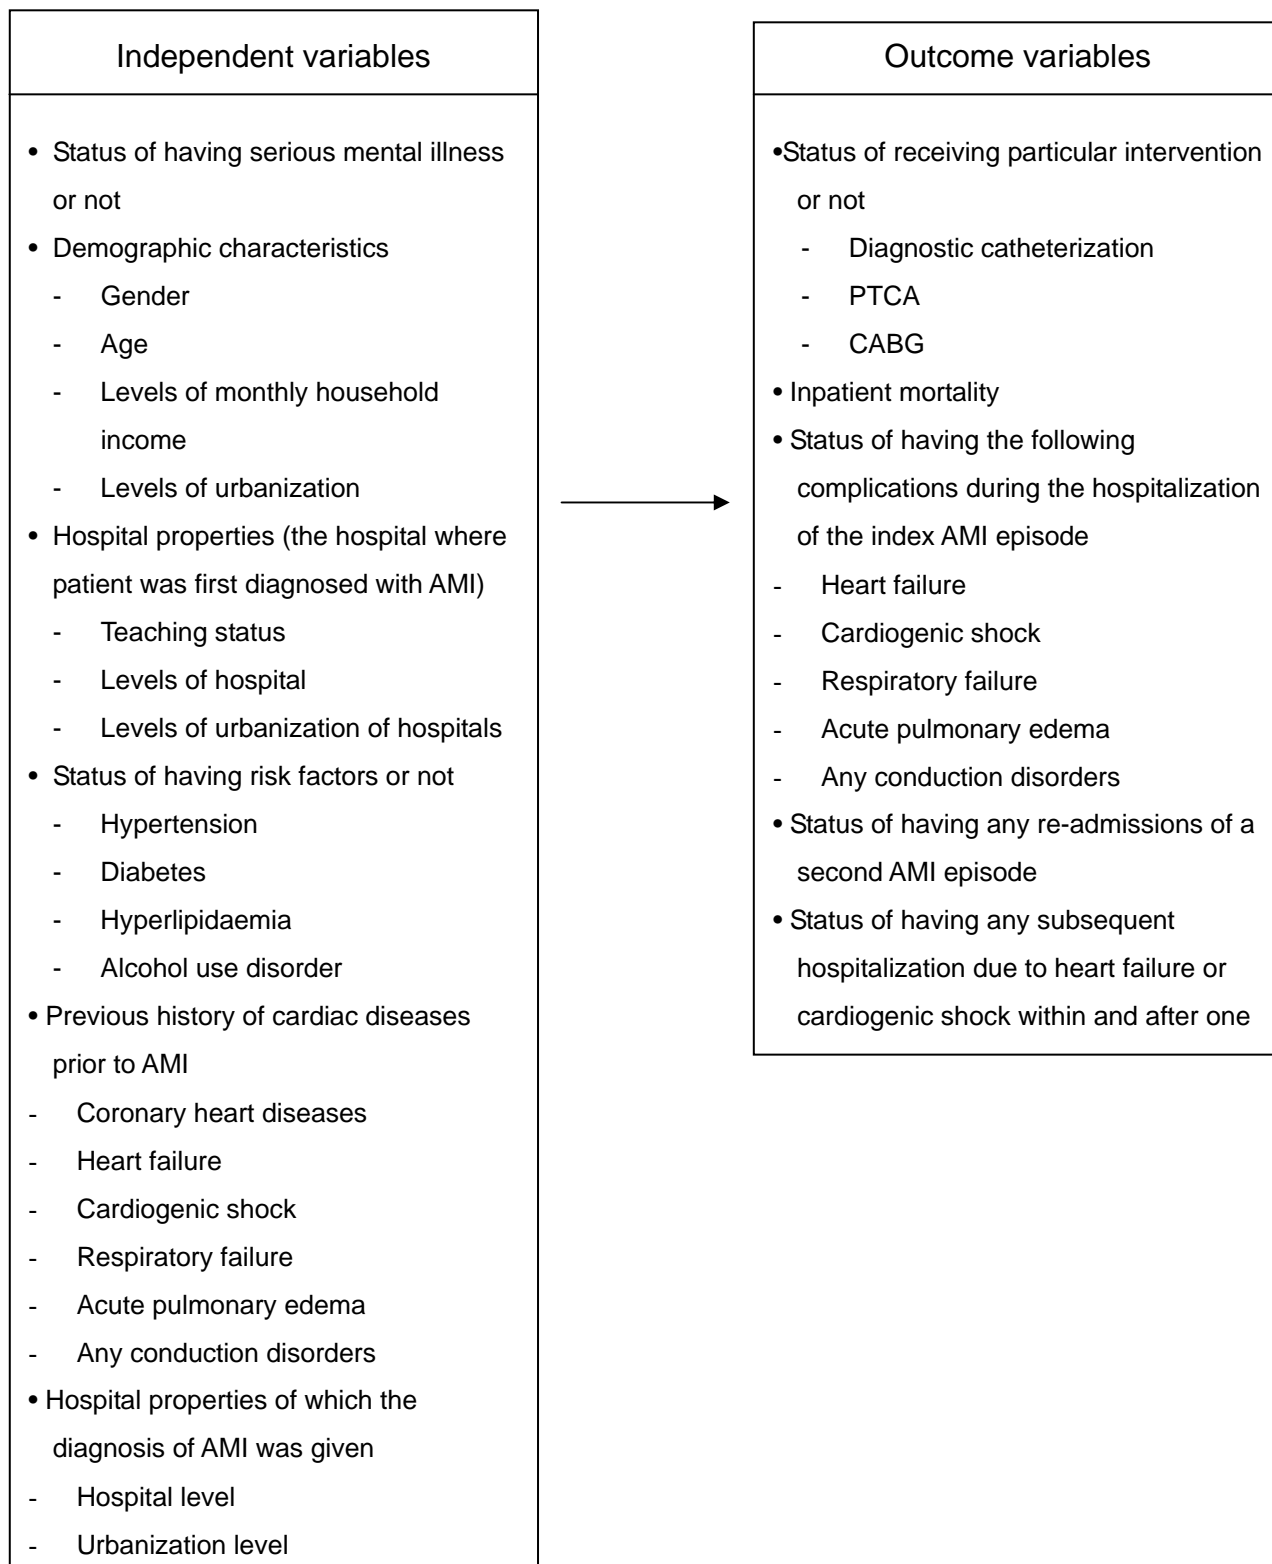 Independent variables
• Status of having serious mental illness
or not
• Demographic characteristics
- Gender
- Age
- Levels of monthly household
income
- Levels of urbanization
• Hospital properties (the hospital where
patient was first diagnosed with AMI)
- Teaching status
- Levels of hospital
- Levels of urbanization of hospitals
• Status of having risk factors or not
- Hypertension
- Diabetes
- Hyperlipidaemia
- Alcohol use disorder
• Previous history of cardiac diseases
prior to AMI
- Coronary heart diseases
- Heart failure
- Cardiogenic shock
- Respiratory failure
- Acute pulmonary edema
- Any conduction disorders
• Hospital properties of which the
diagnosis of AMI was given
- Hospital level
- Urbanization level
Outcome variables
•Status of receiving particular intervention
or not
- Diagnostic catheterization
- PTCA
- CABG
• Inpatient mortality
• Status of having the following
complications during the hospitalization
of the index AMI episode
- Heart failure
- Cardiogenic shock
- Respiratory failure
- Acute pulmonary edema
- Any conduction disorders
• Status of having any re-admissions of a
second AMI episode
• Status of having any subsequent
hospitalization due to heart failure or
cardiogenic shock within and after one